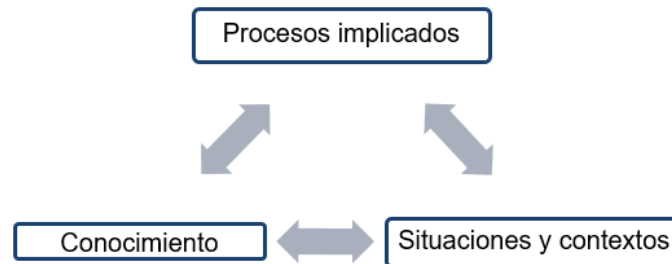 Procesos implicados
Conocimiento
Situaciones y contextos